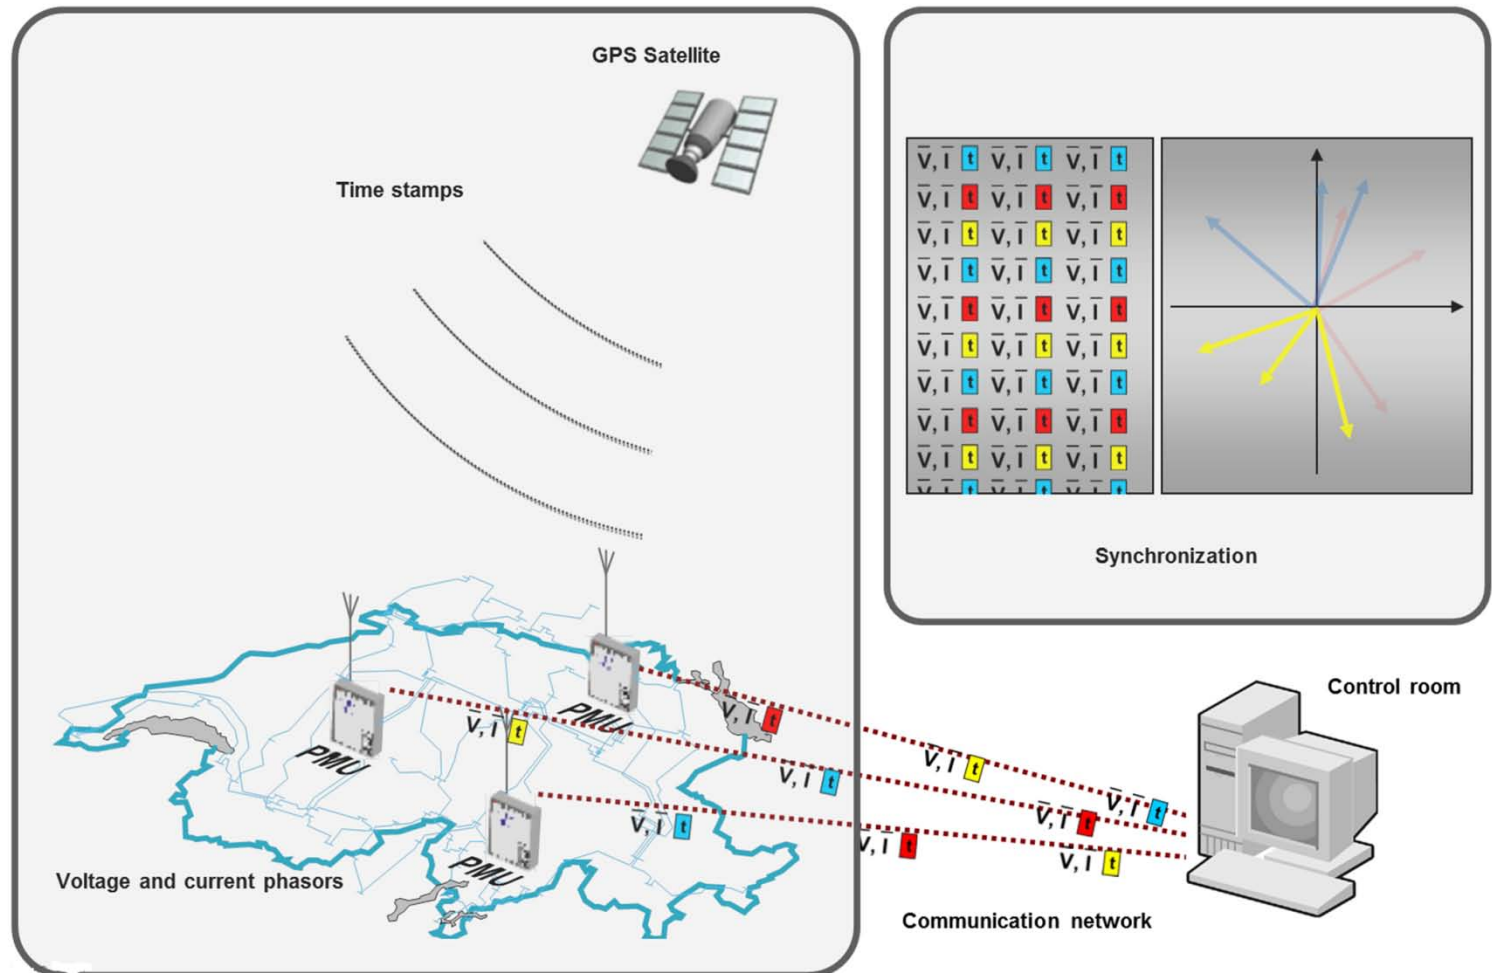 GPS Satellite
Time stamps
V̅, I̅ t V̅, I̅ t V̅, I̅ t
V̅, I̅ t V̅, I̅ t V̅, I̅ t
V̅, I̅ t V̅, I̅ t V̅, I̅ t
V̅, I̅ t V̅, I̅ t V̅, I̅ t
V̅, I̅ t V̅, I̅ t V̅, I̅ t
V̅, I̅ t V̅, I̅ t V̅, I̅ t
V̅, I̅ t V̅, I̅ t V̅, I̅ t
V̅, I̅ t V̅, I̅ t V̅, I̅ t
V̅, I̅ t V̅, I̅ t V̅, I̅ t
V̅, I̅ t V̅, I̅ t V̅, I̅ t
Synchronization
PMU
PMU
PMU
V̅, I̅ t
V̅, I̅ t
V̅, I̅ t
V̅, I̅ t
V̅, I̅ t
V̅, I̅ t
V̅, I̅ t
V̅, I̅ t
V̅, I̅ t
Control room
Voltage and current phasors
Communication network